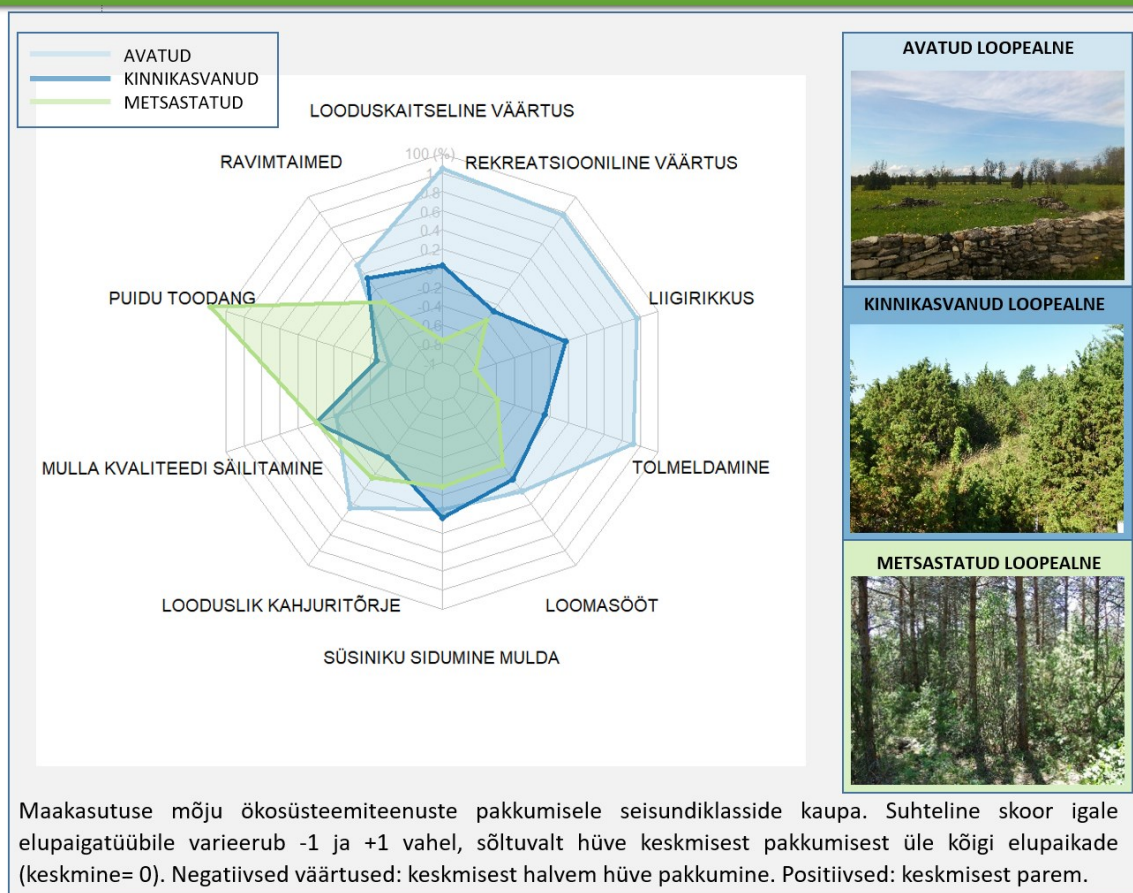 AVATUD
KINNIKASVANUD
METSASTATUD
LOODUSKAITSELINE VÄÄRTUS
RAVIMTAIMED
100 (%)
REKREATSIOONILINE VÄÄRTUS
1
0.8
0.6
0.4
0.2
0
-0.2
-0.4
-0.6
-0.8
-1
PUIDU TOODANG
LIIGIRIKKUS
MULLA KVALITEEDI SÄILITAMINE
TOLMELDAMINE
LOODUSLIK KAHJURITÕRJE
LOOMASÖÖT
SÜSINIKU SIDUMINE MULDA
AVATUD LOOPEALNE
KINNIKASVANUD LOOPEALNE
METSASTATUD LOOPEALNE
Maakasutuse mõju ökosüsteemiteenuste pakkumisele seisundiklasside kaupa. Suhteline skoor igale
elupaigatüübile varieerub -1 ja +1 vahel, sõltuvalt hüve keskmisest pakkumisest üle kõigi elupaikade
(keskmine= 0). Negatiivsed väärtused: keskmisest halvem hüve pakkumine. Positiivsed: keskmisest parem.